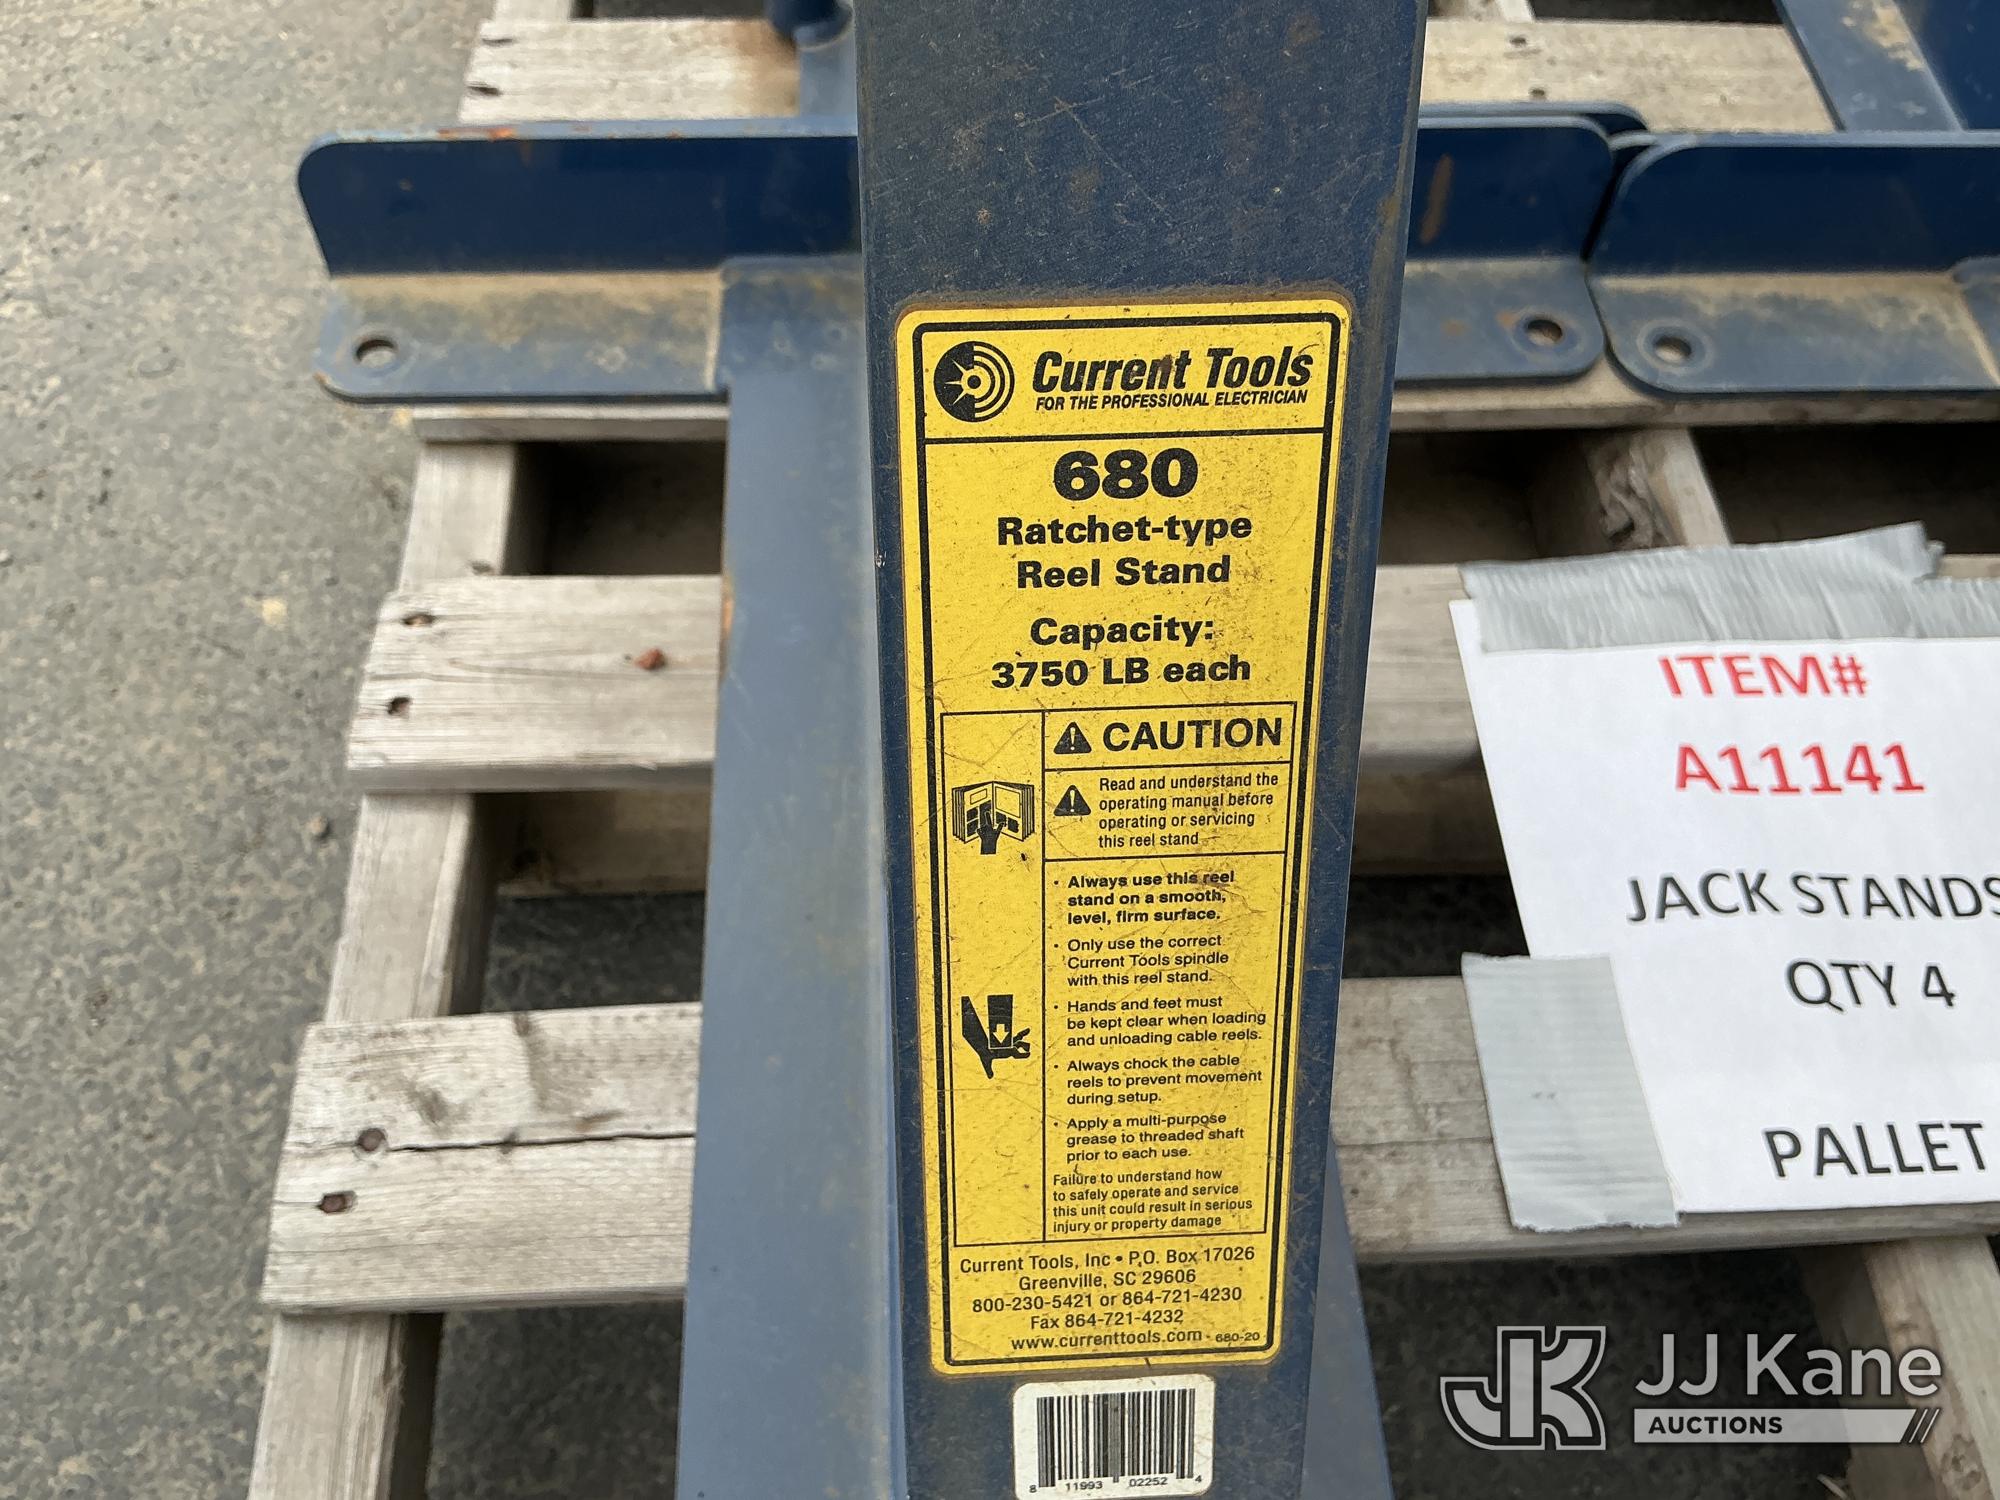 Current Tools
FOR THE PROFESSIONAL ELECTRICIAN
680
Ratchet-type
Reel Stand
Capacity:
3750 LB each
CAUTION
Read and understand the
operating manual before
operating or servicing
this reel stand
• Always use this reel
stand on a smooth,
level, firm surface.
• Only use the correct
Current Tools spindle
with this reel stand.
• Hands and feet must
be kept clear when loading
and unloading cable reels.
• Always chock the cable
reels to prevent movement
during setup.
• Apply a multi-purpose
grease to threaded shaft
prior to each use.
Failure to understand how
to safely operate and service
this unit could result in serious
injury or property damage
Current Tools, Inc • P.O. Box 17026
Greenville, SC 29606
800-230-5421 or 864-721-4230
Fax 864-721-4232
www.currenttools.com - 680-20
8 11993 02252 4
ITEM#
A11141
JACK STANDS
QTY 4
PALLET
JK JJ Kane
AUCTIONS